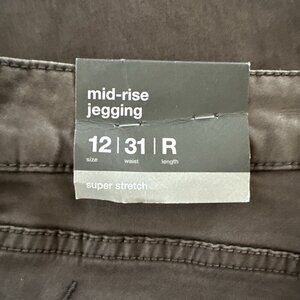 mid-rise
jegging
12 | 31 | R
size waist length
super stretch